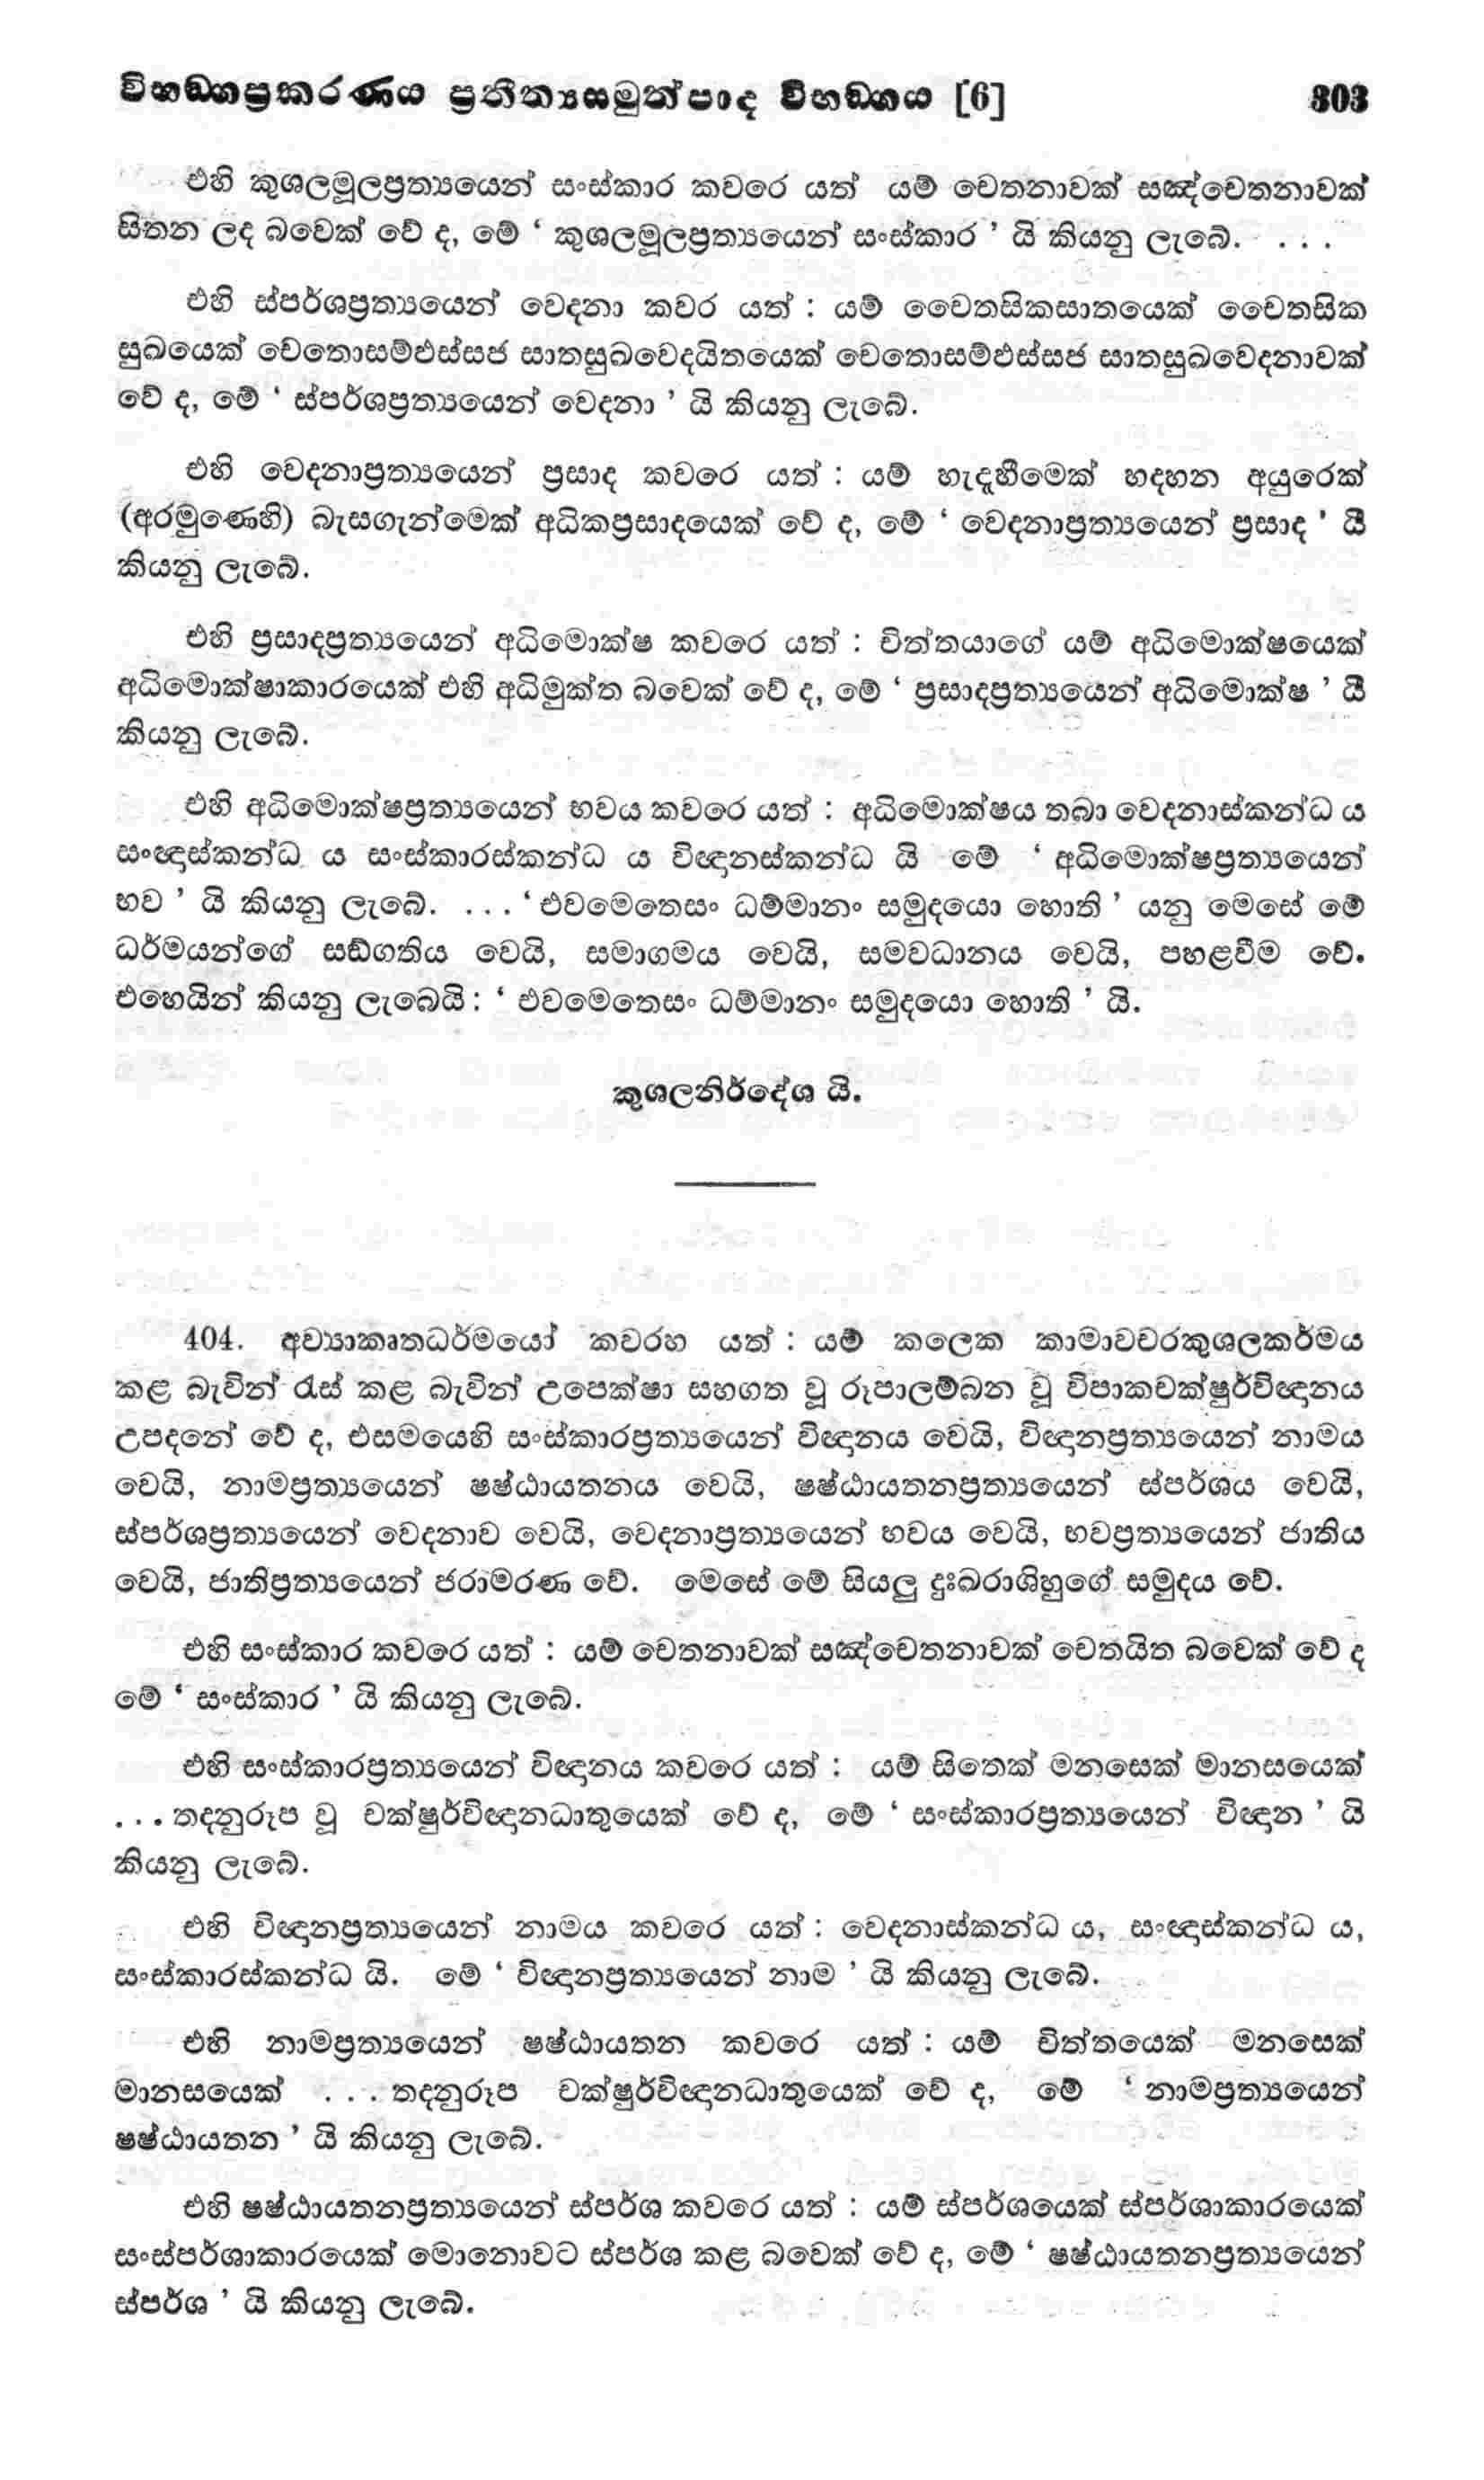 විභඞ්ගප්‍රකරණය ප්‍රතීත්‍යසමුත්පාද විභඞ්ගය [6] 303
එහි කුශලමූලප්‍රත්‍යයෙන් සංස්කාර කවරෙ යත් යම් චෙතනාවක් සඤ්චෙතනාවක්
සිතන ලද බවෙක් වේ ද, මේ ‘ කුශලමූලප්‍රත්‍යයෙන් සංස්කාර ’ යි කියනු ලැබේ. . . .
එහි ස්පර්ශප්‍රත්‍යයෙන් වෙදනා කවර යත් : යම් චෛතසිකසාතයෙක් චෛතසික
සුඛයෙක් චෙතොසම්ඵස්සජ සාතසුඛවෙදයිතයෙක් චෙතොසම්ඵස්සජ සාතසුඛවෙදනාවක්
වේ ද, මේ ‘ ස්පර්ශප්‍රත්‍යයෙන් වෙදනා ’ යි කියනු ලැබේ.
එහි වෙදනාප්‍රත්‍යයෙන් ප්‍රසාද කවරෙ යත් : යම් හැදෑහීමෙක් හදහන අයුරෙක්
(අරමුණෙහි) බැසගැන්මෙක් අධිකප්‍රසාදයෙක් වේ ද, මේ ‘ වෙදනාප්‍රත්‍යයෙන් ප්‍රසාද ’ යි
කියනු ලැබේ.
එහි ප්‍රසාදප්‍රත්‍යයෙන් අධිමොක්ෂ කවරෙ යත් : චිත්තයාගේ යම් අධිමොක්ෂයෙක්
අධිමොක්ෂාකාරයෙක් එහි අධිමුක්ත බවෙක් වේ ද, මේ ‘ ප්‍රසාදප්‍රත්‍යයෙන් අධිමොක්ෂ ’ යි
කියනු ලැබේ.
එහි අධිමොක්ෂප්‍රත්‍යයෙන් භවය කවරෙ යත් : අධිමොක්ෂය තබා වෙදනාස්කන්ධ ය
සංඥාස්කන්ධ ය සංස්කාරස්කන්ධ ය විඥානස්කන්ධ යි මේ ‘ අධිමොක්ෂප්‍රත්‍යයෙන්
භව ’ යි කියනු ලැබේ. . . . ‘ එවමෙතෙසං ධම්මානං සමුදයො හොති ’ යනු මෙසේ මේ
ධර්මයන්ගේ සඞ්ගතිය වෙයි, සමාගමය වෙයි, සමවධානය වෙයි, පහළවීම වේ.
එහෙයින් කියනු ලැබෙයි : ‘ එවමෙතෙසං ධම්මානං සමුදයො හොති ’ යි.
කුශලනිර්දේශ යි.
404. අව්‍යාකෘතධර්මයෝ කවරහ යත් : යම් කලෙක කාමාවචරකුශලකර්මය
කළ බැවින් රැස් කළ බැවින් උපෙක්ෂා සහගත වූ රූපාලම්බන වූ විපාකචක්ෂුර්විඥානය
උපදනේ වේ ද, එසමයෙහි සංස්කාරප්‍රත්‍යයෙන් විඥානය වෙයි, විඥානප්‍රත්‍යයෙන් නාමය
වෙයි, නාමප්‍රත්‍යයෙන් ෂෂ්ඨායතනය වෙයි, ෂෂ්ඨායතනප්‍රත්‍යයෙන් ස්පර්ශය වෙයි,
ස්පර්ශප්‍රත්‍යයෙන් වෙදනාව වෙයි, වෙදනාප්‍රත්‍යයෙන් භවය වෙයි, භවප්‍රත්‍යයෙන් ජාතිය
වෙයි, ජාතිප්‍රත්‍යයෙන් ජරාමරණ වේ. මෙසේ මේ සියලු දුඃඛරාශිහුගේ සමුදය වේ.
එහි සංස්කාර කවරෙ යත් : යම් චෙතනාවක් සඤ්චෙතනාවක් චෙතයිත බවෙක් වේ ද
මේ ‘ සංස්කාර ’ යි කියනු ලැබේ.
එහි සංස්කාරප්‍රත්‍යයෙන් විඥානය කවරෙ යත් : යම් සිතෙක් මනසෙක් මානසයෙක්
. . . තදනුරූප වූ චක්ෂුර්විඥානධාතුයෙක් වේ ද, මේ ‘ සංස්කාරප්‍රත්‍යයෙන් විඥාන ’ යි
කියනු ලැබේ.
එහි විඥානප්‍රත්‍යයෙන් නාමය කවරෙ යත් : වෙදනාස්කන්ධ ය, සංඥාස්කන්ධ ය,
සංස්කාරස්කන්ධ යි. මේ ‘ විඥානප්‍රත්‍යයෙන් නාම ’ යි කියනු ලැබේ.
එහි නාමප්‍රත්‍යයෙන් ෂෂ්ඨායතන කවරෙ යත් : යම් චිත්තයෙක් මනසෙක්
මානසයෙක් . . . තදනුරූප චක්ෂුර්විඥානධාතුයෙක් වේ ද, මේ ‘ නාමප්‍රත්‍යයෙන්
ෂෂ්ඨායතන ’ යි කියනු ලැබේ.
එහි ෂෂ්ඨායතනප්‍රත්‍යයෙන් ස්පර්ශ කවරෙ යත් : යම් ස්පර්ශයෙක් ස්පර්ශාකාරයෙක්
සංස්පර්ශාකාරයෙක් මොනොවට ස්පර්ශ කළ බවෙක් වේ ද, මේ ‘ ෂෂ්ඨායතනප්‍රත්‍යයෙන්
ස්පර්ශ ’ යි කියනු ලැබේ.